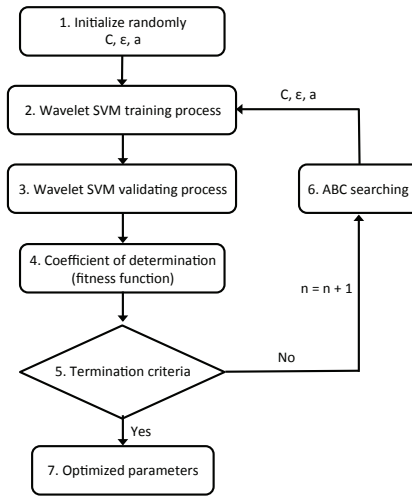 1. Initialize randomly
C, ε, a
C, ε, a
2. Wavelet SVM training process
3. Wavelet SVM validating process
6. ABC searching
4. Coefficient of determination
(fitness function)
n = n + 1
No
5. Termination criteria
Yes
7. Optimized parameters